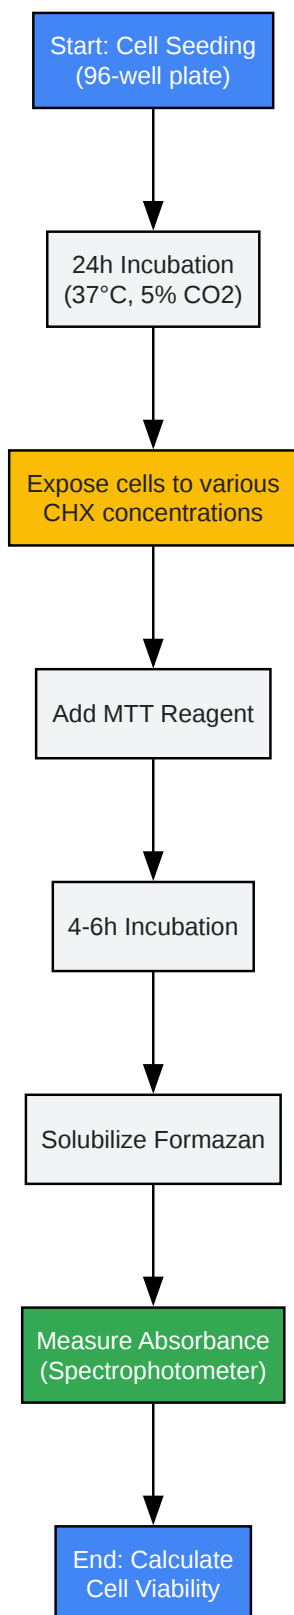 Start: Cell Seeding
(96-well plate)
24h Incubation
(37°C, 5% CO2)
Expose cells to various
CHX concentrations
Add MTT Reagent
4-6h Incubation
Solubilize Formazan
Measure Absorbance
(Spectrophotometer)
End: Calculate
Cell Viability